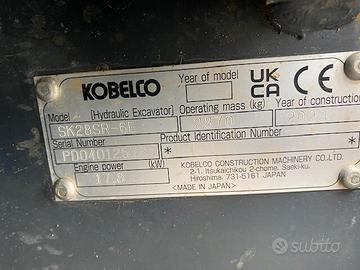 KOBELCO
Year of model
UK
CA
CE
Model
(Hydraulic Excavator)
Operating mass (kg)
Year of construction
SK28SR-6E
Serial Number
Product Identification Number
*
*
Engine power
(kW)
KOBELCO CONSTRUCTION MACHINERY CO.,LTD.
2-1, Itsukaichikou 2-chome, Saeki-ku,
Hiroshima, 731-5161 JAPAN
<MADE IN JAPAN>
subito